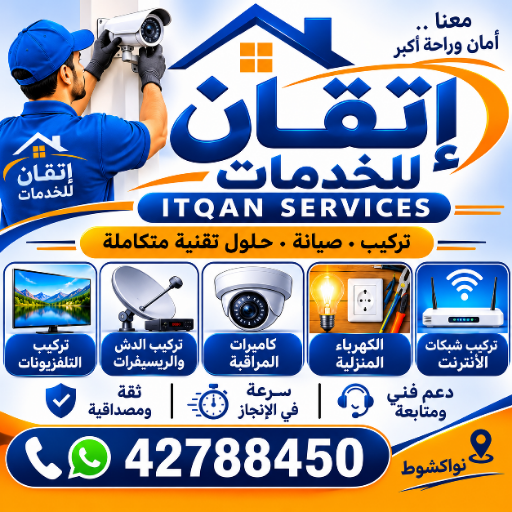 معنا ..
أمان وراحة أكبر
إتقان
للخدمات
إتقان
للخدمات
ITQAN SERVICES
تركيب . صيانة . حلول تقنية متكاملة
تركيب شبكات
الأنترنت
الكهرباء
المنزلية
كاميرات
المراقبة
تركيب الدش
والريسيفرات
تركيب
التلفزيونات
دعم فني
ومتابعة
سرعة
في الإنجاز
ثقة
ومصداقية
42788450
نواكشوط